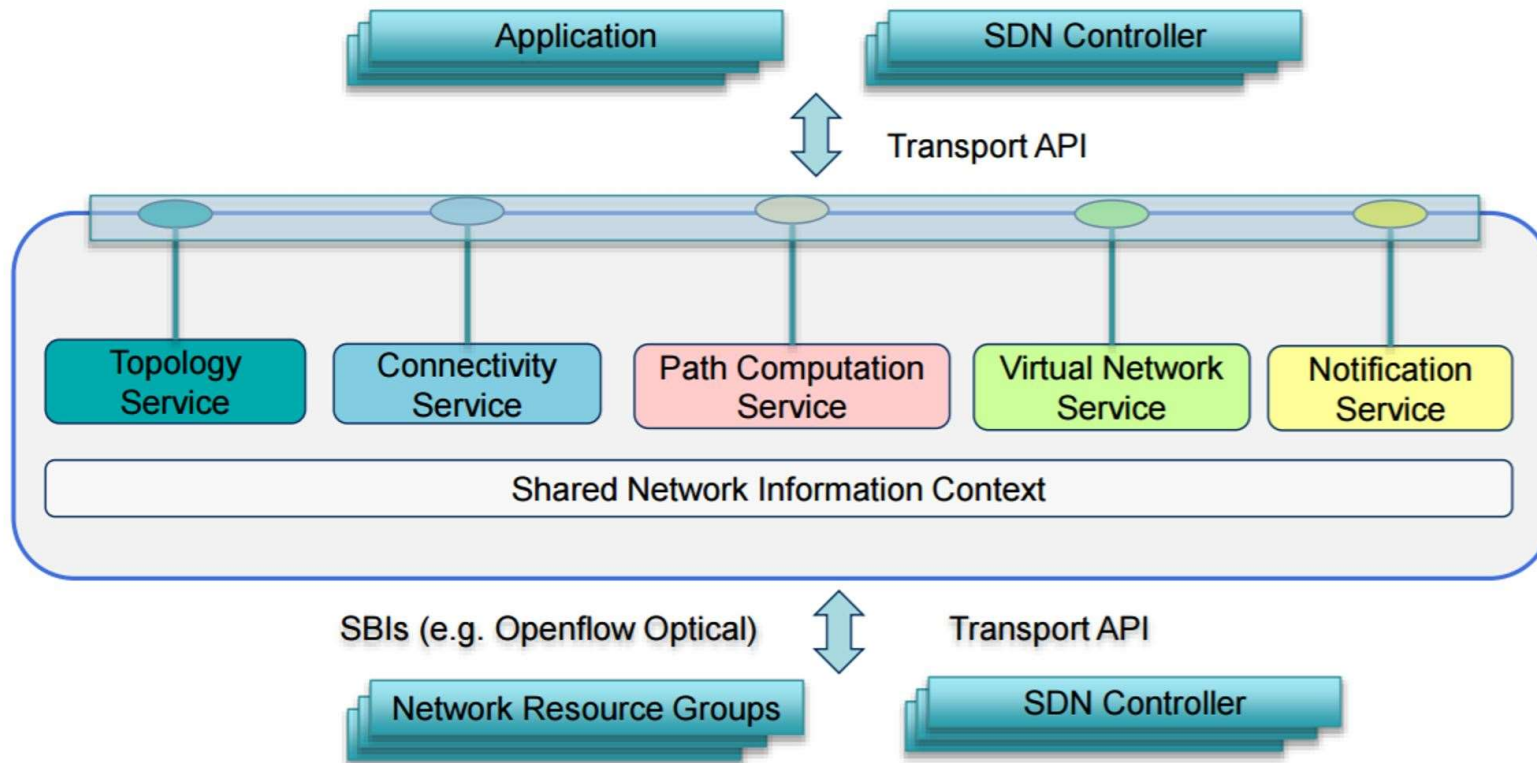 Application
SDN Controller
Transport API
Topology
Service
Connectivity
Service
Path Computation
Service
Virtual Network
Service
Notification
Service
Shared Network Information Context
SBIs (e.g. Openflow Optical)
Transport API
Network Resource Groups
SDN Controller